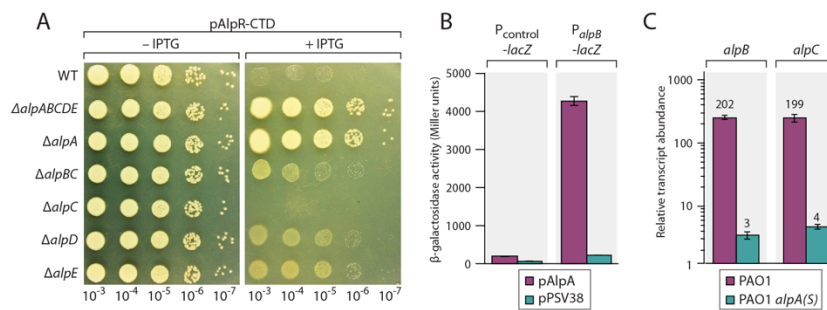 A
pAlpR-CTD
– IPTG
+ IPTG
WT
ΔalpABCDE
ΔalpA
ΔalpBC
ΔalpC
ΔalpD
ΔalpE
10⁻³ 10⁻⁴ 10⁻⁵ 10⁻⁶ 10⁻⁷ 10⁻³ 10⁻⁴ 10⁻⁵ 10⁻⁶ 10⁻⁷
B
Pcontrol PalpB
-lacZ -lacZ
β-galactosidase activity (Miller units)
5000
4000
3000
2000
1000
0
pAlpA
pPSV38
C
alpB alpC
Relative transcript abundance
1000
100
10
1
202 199
3 4
PAO1
PAO1 alpA(S)